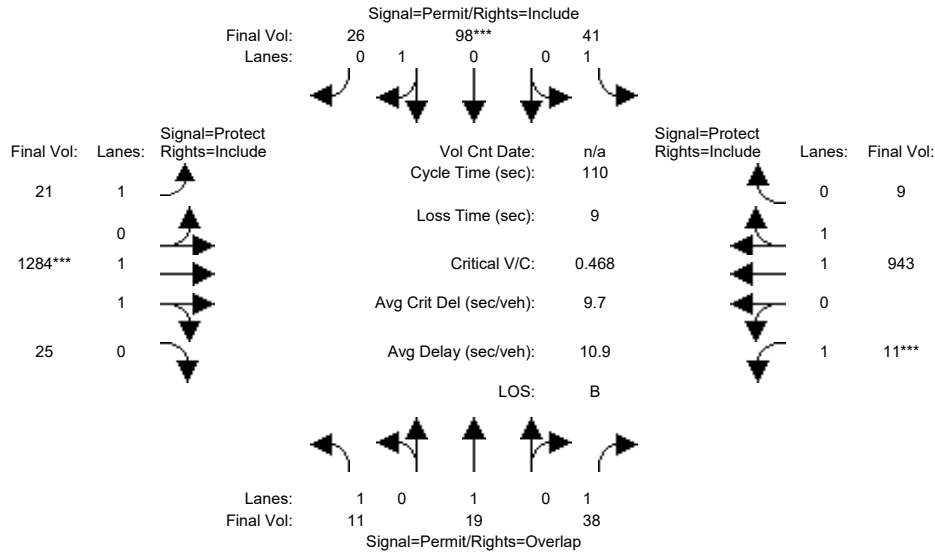 Signal=Permit/Rights=Include
Final Vol: 26 98*** 41
Lanes: 0 1 0 0 1
Signal=Protect Signal=Protect
Final Vol: Lanes: Rights=Include Vol Cnt Date: n/a Rights=Include Lanes: Final Vol:
Cycle Time (sec): 110
21 1 0 9
Loss Time (sec): 9
0 1
1284*** 1 Critical V/C: 0.468 1 943
1 Avg Crit Del (sec/veh): 9.7 0
25 0 Avg Delay (sec/veh): 10.9 1 11***
LOS: B
Lanes: 1 0 1 0 1
Final Vol: 11 19 38
Signal=Permit/Rights=Overlap